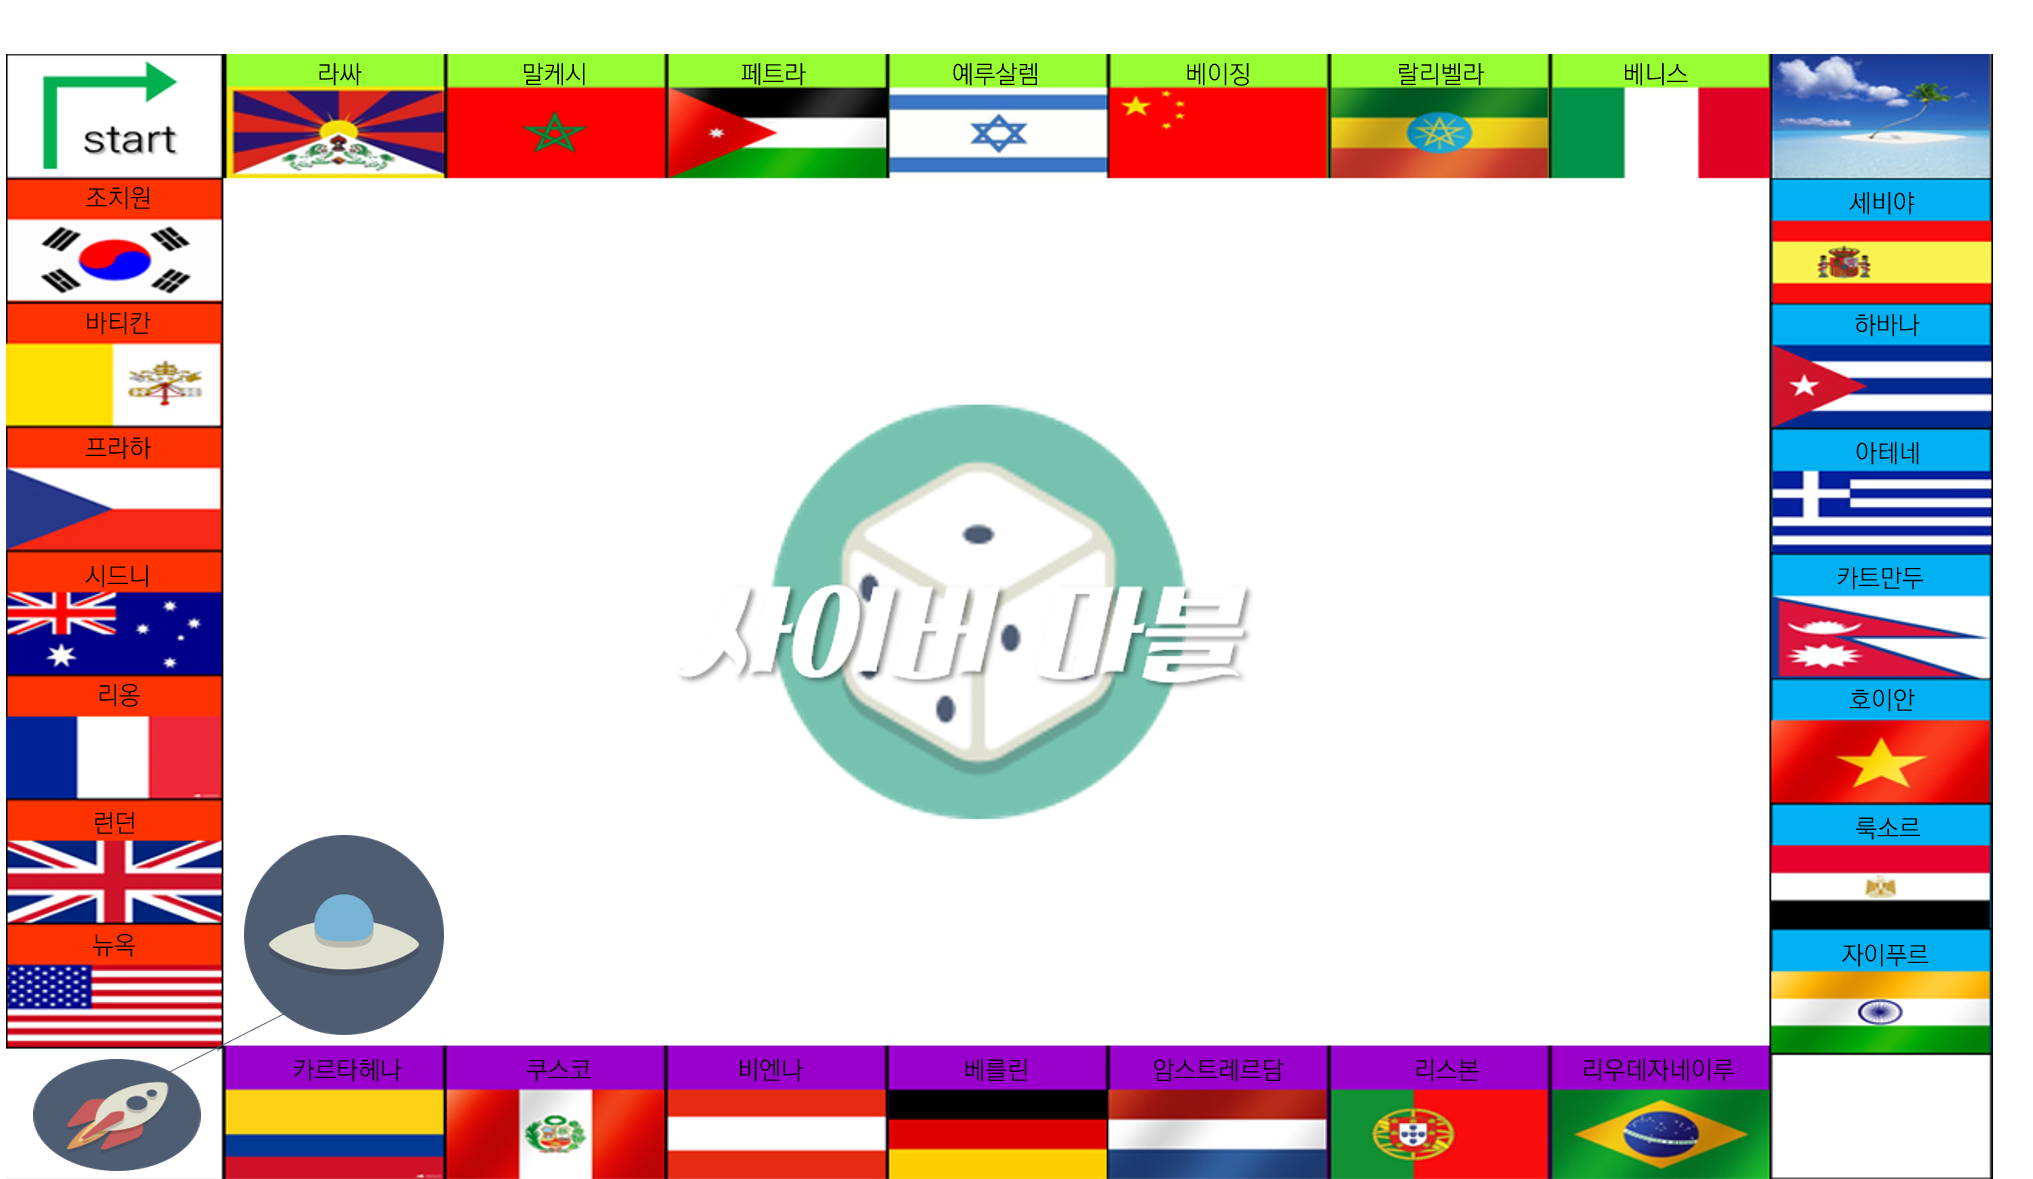 start
라싸
말케시
페트라
예루살렘
베이징
랄리벨라
베니스
조치원
바티칸
프라하
시드니
리옹
런던
뉴욕
세비야
하바나
아테네
카트만두
호이안
룩소르
자이푸르
사이버 마블
카르타헤나
쿠스코
비엔나
베를린
암스트레르담
리스본
리우데자네이루